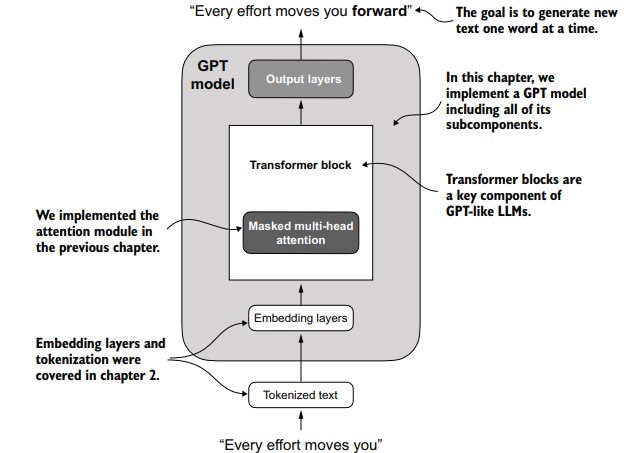 “Every effort moves you forward”
The goal is to generate new
text one word at a time.
GPT
model
Output layers
In this chapter, we
implement a GPT model
including all of its
subcomponents.
Transformer block
Transformer blocks are
a key component of
GPT-like LLMs.
We implemented the
attention module in
the previous chapter.
Masked multi-head
attention
Embedding layers
Embedding layers and
tokenization were
covered in chapter 2.
Tokenized text
“Every effort moves you”